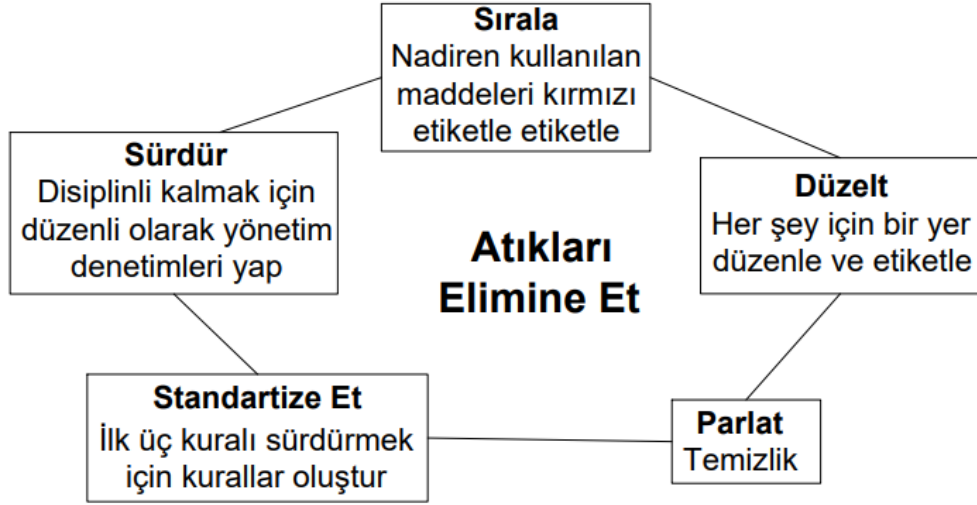 Sırala
Nadiren kullanılan
maddeleri kırmızı
etiketle etiketle
Düzelt
Her şey için bir yer
düzenle ve etiketle
Parlat
Temizlik
Standartize Et
İlk üç kuralı sürdürmek
için kurallar oluştur
Sürdür
Disiplinli kalmak için
düzenli olarak yönetim
denetimleri yap
Atıkları
Elimine Et